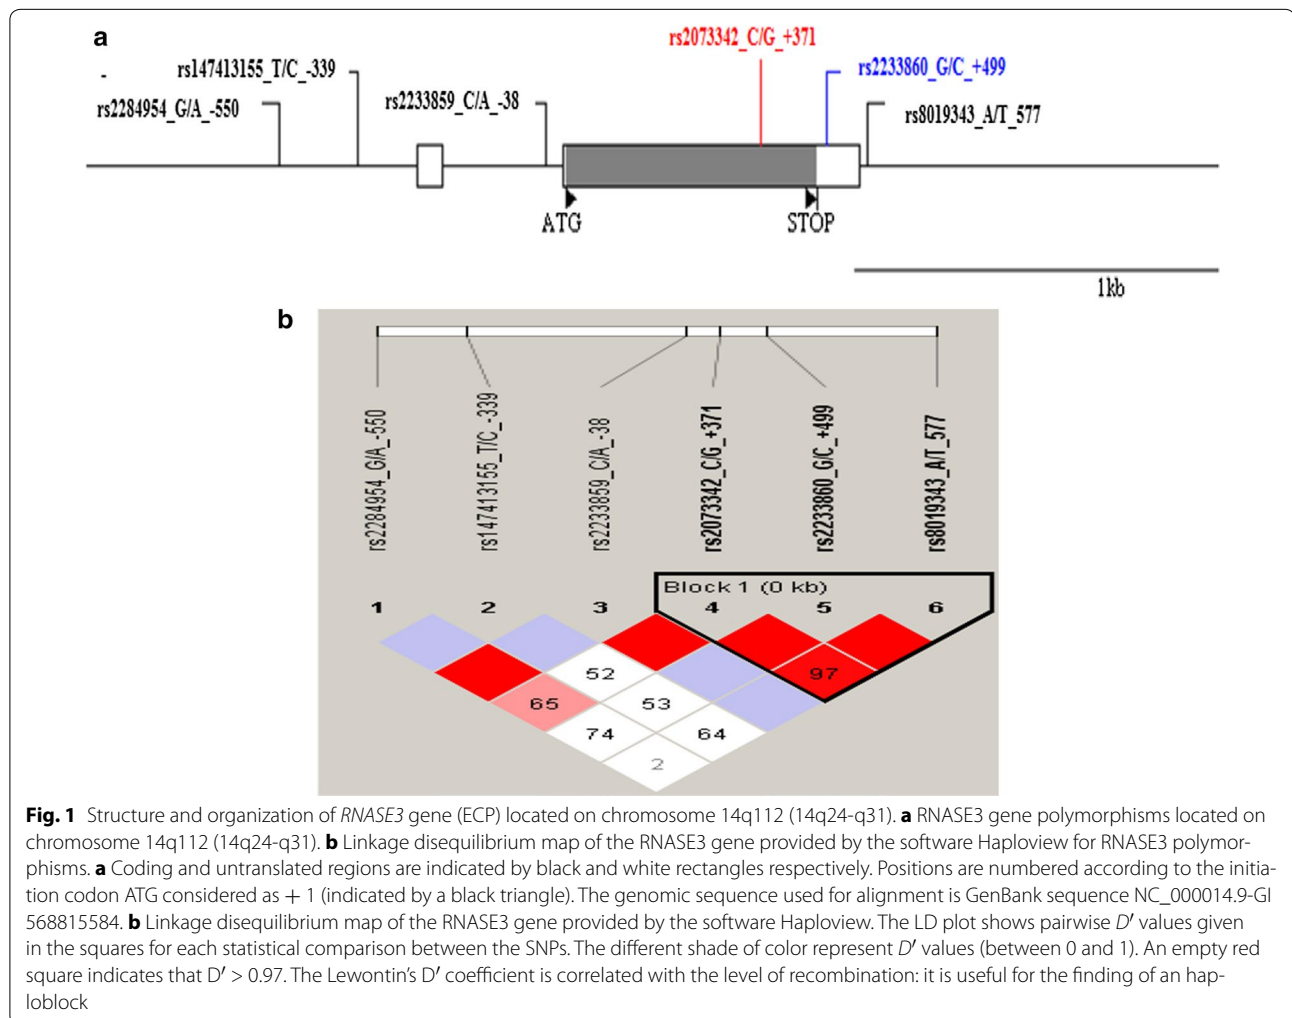 a
rs2073342_C/G_+371
rs147413155_T/C_-339
rs2233860_G/C_+499
-
rs2284954_G/A_-550
rs2233859_C/A_-38
rs8019343_A/T_577
ATG
STOP
1kb
b
rs2284954_G/A_-550
rs147413155_T/C_-339
rs2233859_C/A_-38
rs2073342_C/G_+371
rs2233860_G/C_+499
rs8019343_A/T_577
Block 1 (0 kb)
1 2 3 4 5 6
52 97
65 53
74 64
2
Fig. 1 Structure and organization of RNASE3 gene (ECP) located on chromosome 14q112 (14q24-q31). a RNASE3 gene polymorphisms located on
chromosome 14q112 (14q24-q31). b Linkage disequilibrium map of the RNASE3 gene provided by the software Haploview for RNASE3 polymor-
phisms. a Coding and untranslated regions are indicated by black and white rectangles respectively. Positions are numbered according to the initia-
tion codon ATG considered as + 1 (indicated by a black triangle). The genomic sequence used for alignment is GenBank sequence NC_000014.9-GI
568815584. b Linkage disequilibrium map of the RNASE3 gene provided by the software Haploview. The LD plot shows pairwise D′ values given
in the squares for each statistical comparison between the SNPs. The different shade of color represent D′ values (between 0 and 1). An empty red
square indicates that D′ > 0.97. The Lewontin's D′ coefficient is correlated with the level of recombination: it is useful for the finding of an hap-
loblock